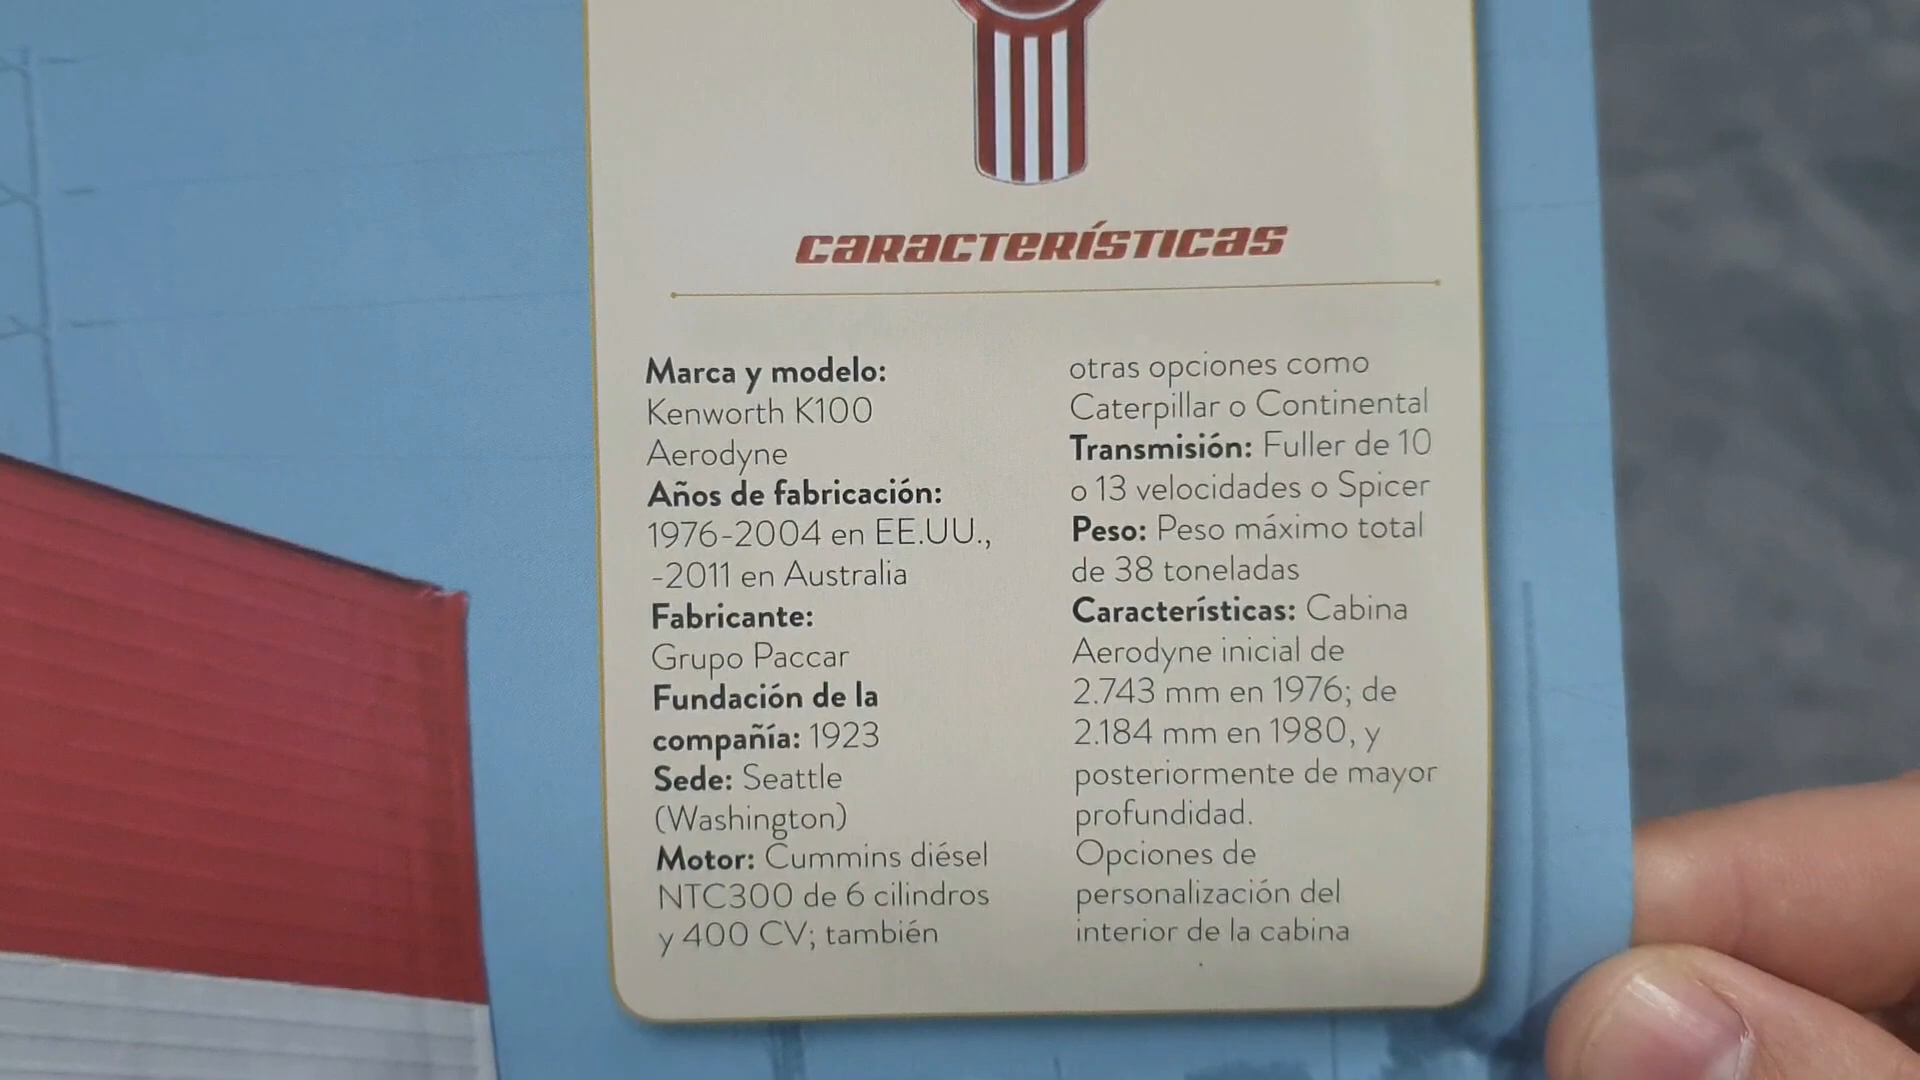 CARACTERÍSTICAS
Marca y modelo:
Kenworth K100
Aerodyne
Años de fabricación:
1976-2004 en EE.UU.,
-2011 en Australia
Fabricante:
Grupo Paccar
Fundación de la
compañía: 1923
Sede: Seattle
(Washington)
Motor: Cummins diésel
NTC300 de 6 cilindros
y 400 CV; también
otras opciones como
Caterpillar o Continental
Transmisión: Fuller de 10
o 13 velocidades o Spicer
Peso: Peso máximo total
de 38 toneladas
Características: Cabina
Aerodyne inicial de
2.743 mm en 1976; de
2.184 mm en 1980, y
posteriormente de mayor
profundidad.
Opciones de
personalización del
interior de la cabina